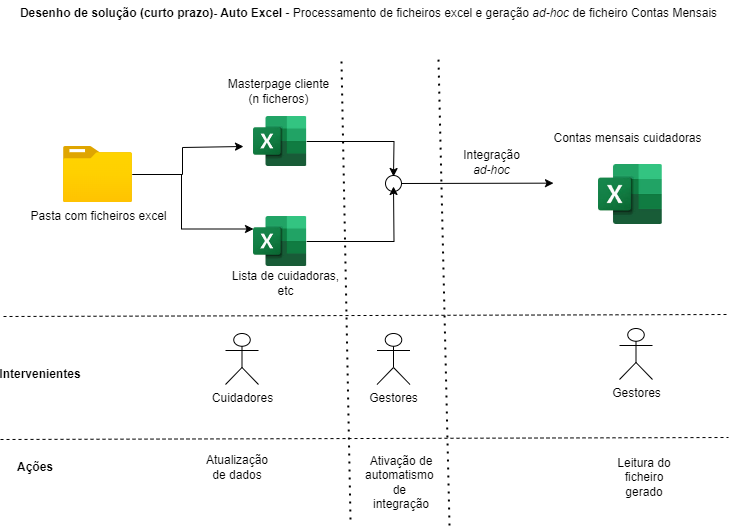 Desenho de solução (curto prazo)- Auto Excel - Processamento de ficheiros excel e geração ad-hoc de ficheiro Contas Mensais
Masterpage cliente
(n ficheros)
X
Pasta com ficheiros excel
X
Lista de cuidadoras,
etc
Integração
ad-hoc
Contas mensais cuidadoras
X
Intervenientes
Cuidadores
Gestores
Gestores
Ações
Atualização
de dados
Ativação de
automatismo
de
integração
Leitura do
ficheiro
gerado